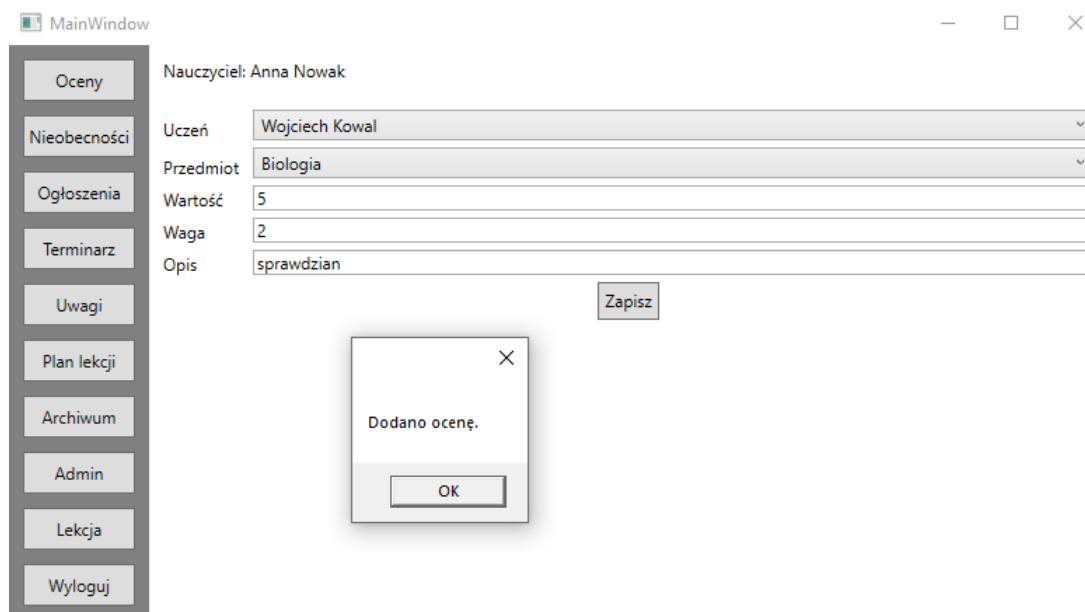 MainWindow
Oceny
Nieobecności
Ogłoszenia
Terminarz
Uwagi
Plan lekcji
Archiwum
Admin
Lekcja
Wyloguj
Nauczyciel: Anna Nowak
Uczeń Wojciech Kowal
Przedmiot Biologia
Wartość 5
Waga 2
Opis sprawdzian
Zapisz
Dodano ocenę.
OK